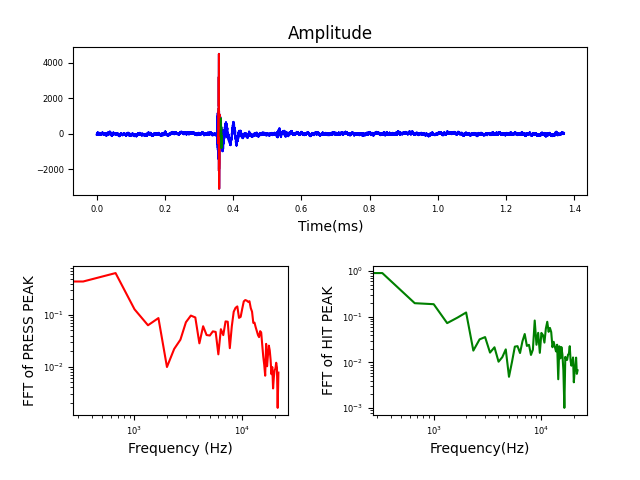 Amplitude
4000
2000
0
−2000
0.0 0.2 0.4 0.6 0.8 1.0 1.2 1.4
Time(ms)
FFT of PRESS PEAK
10⁻¹
10⁻²
10³ 10⁴
Frequency (Hz)
FFT of HIT PEAK
10⁰
10⁻¹
10⁻²
10⁻³
10³ 10⁴
Frequency(Hz)